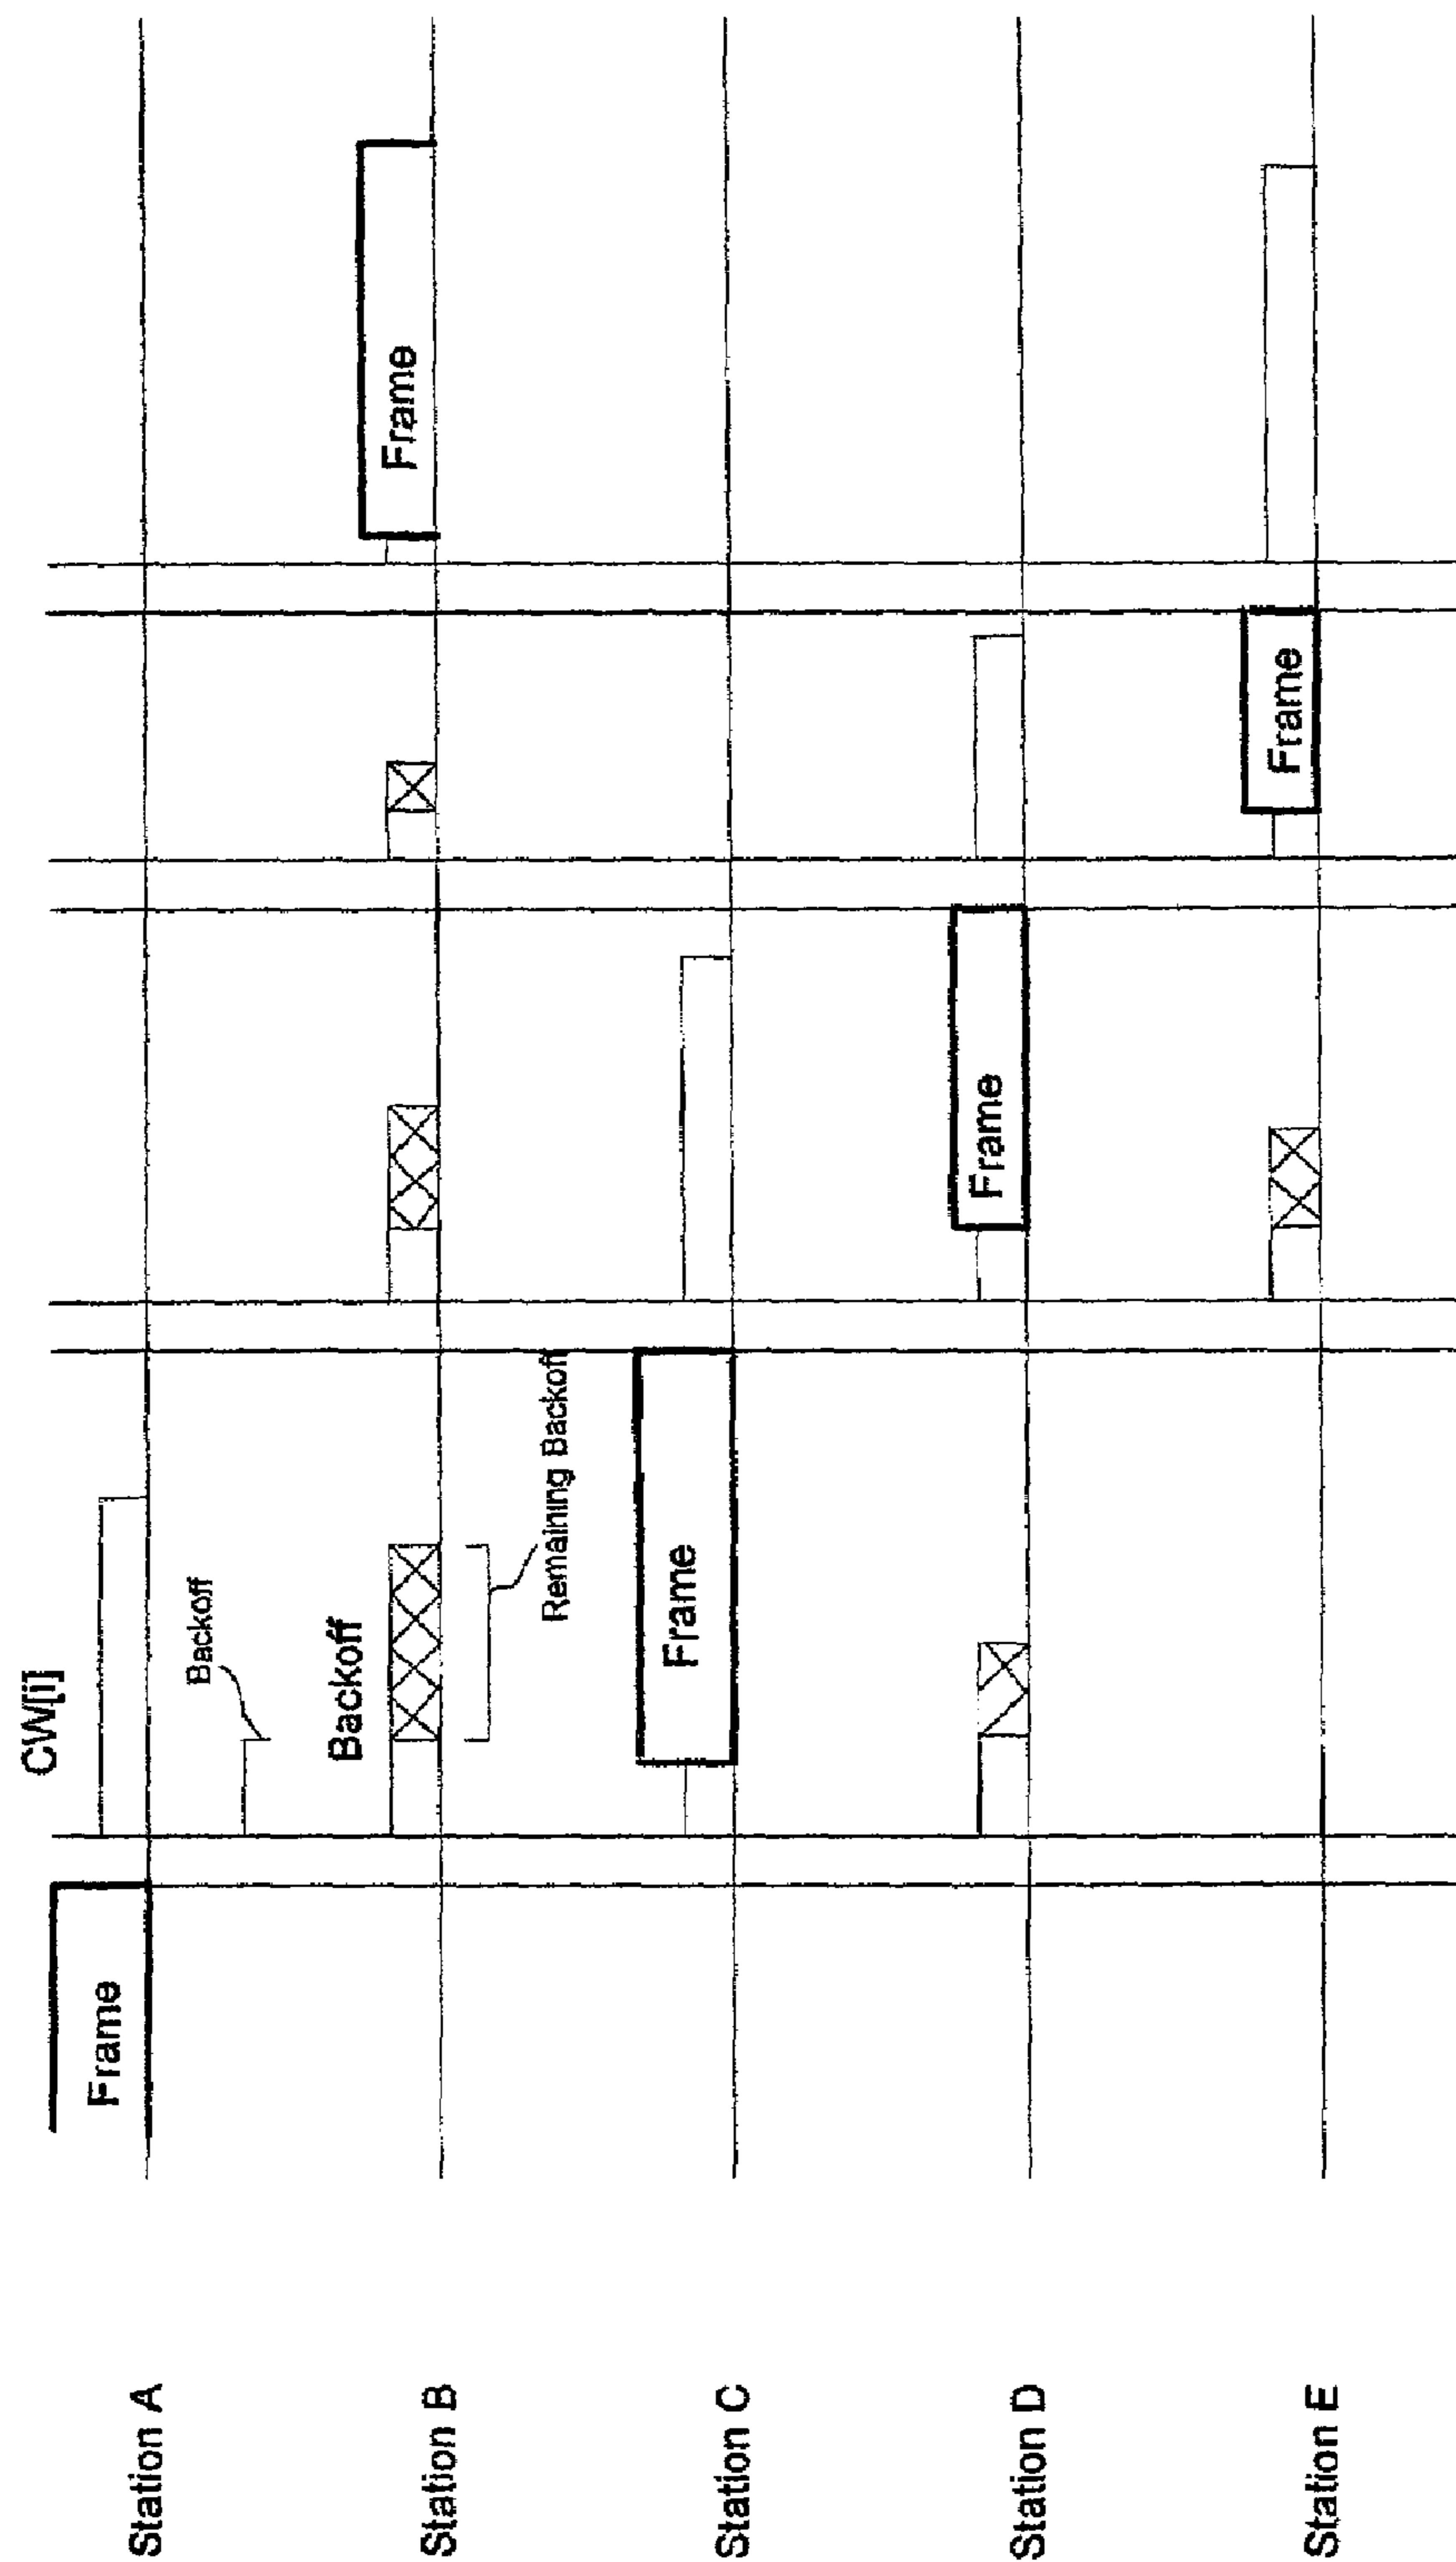 CW[i]
Station A
Frame
Backoff
Station B
Backoff
Remaining Backoff
Frame
Station C
Frame
Station D
Frame
Station E
Frame